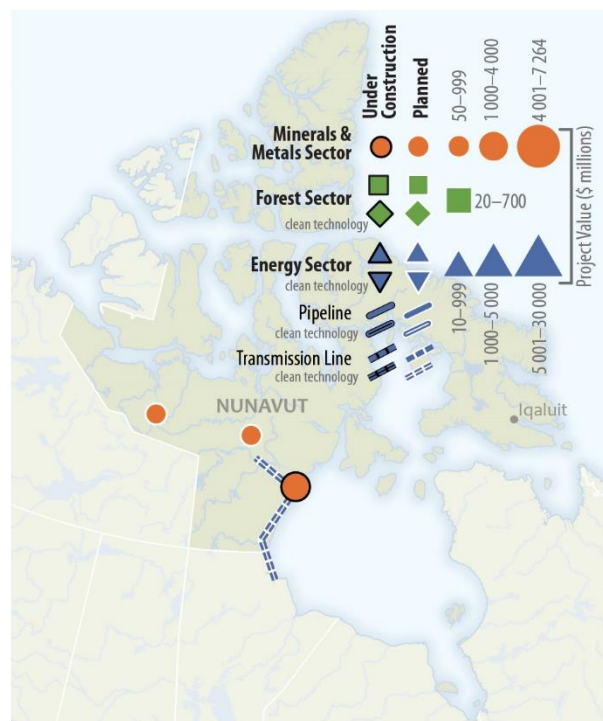 Under
Construction
Planned
50–999
1 000–4 000
4 001–7 264
Minerals &
Metals Sector
Forest Sector
clean technology
20–700
Energy Sector
clean technology
Pipeline
clean technology
Transmission Line
clean technology
10–999
1 000–5 000
5 001–30 000
Project Value ($ millions)
NUNAVUT
Iqaluit